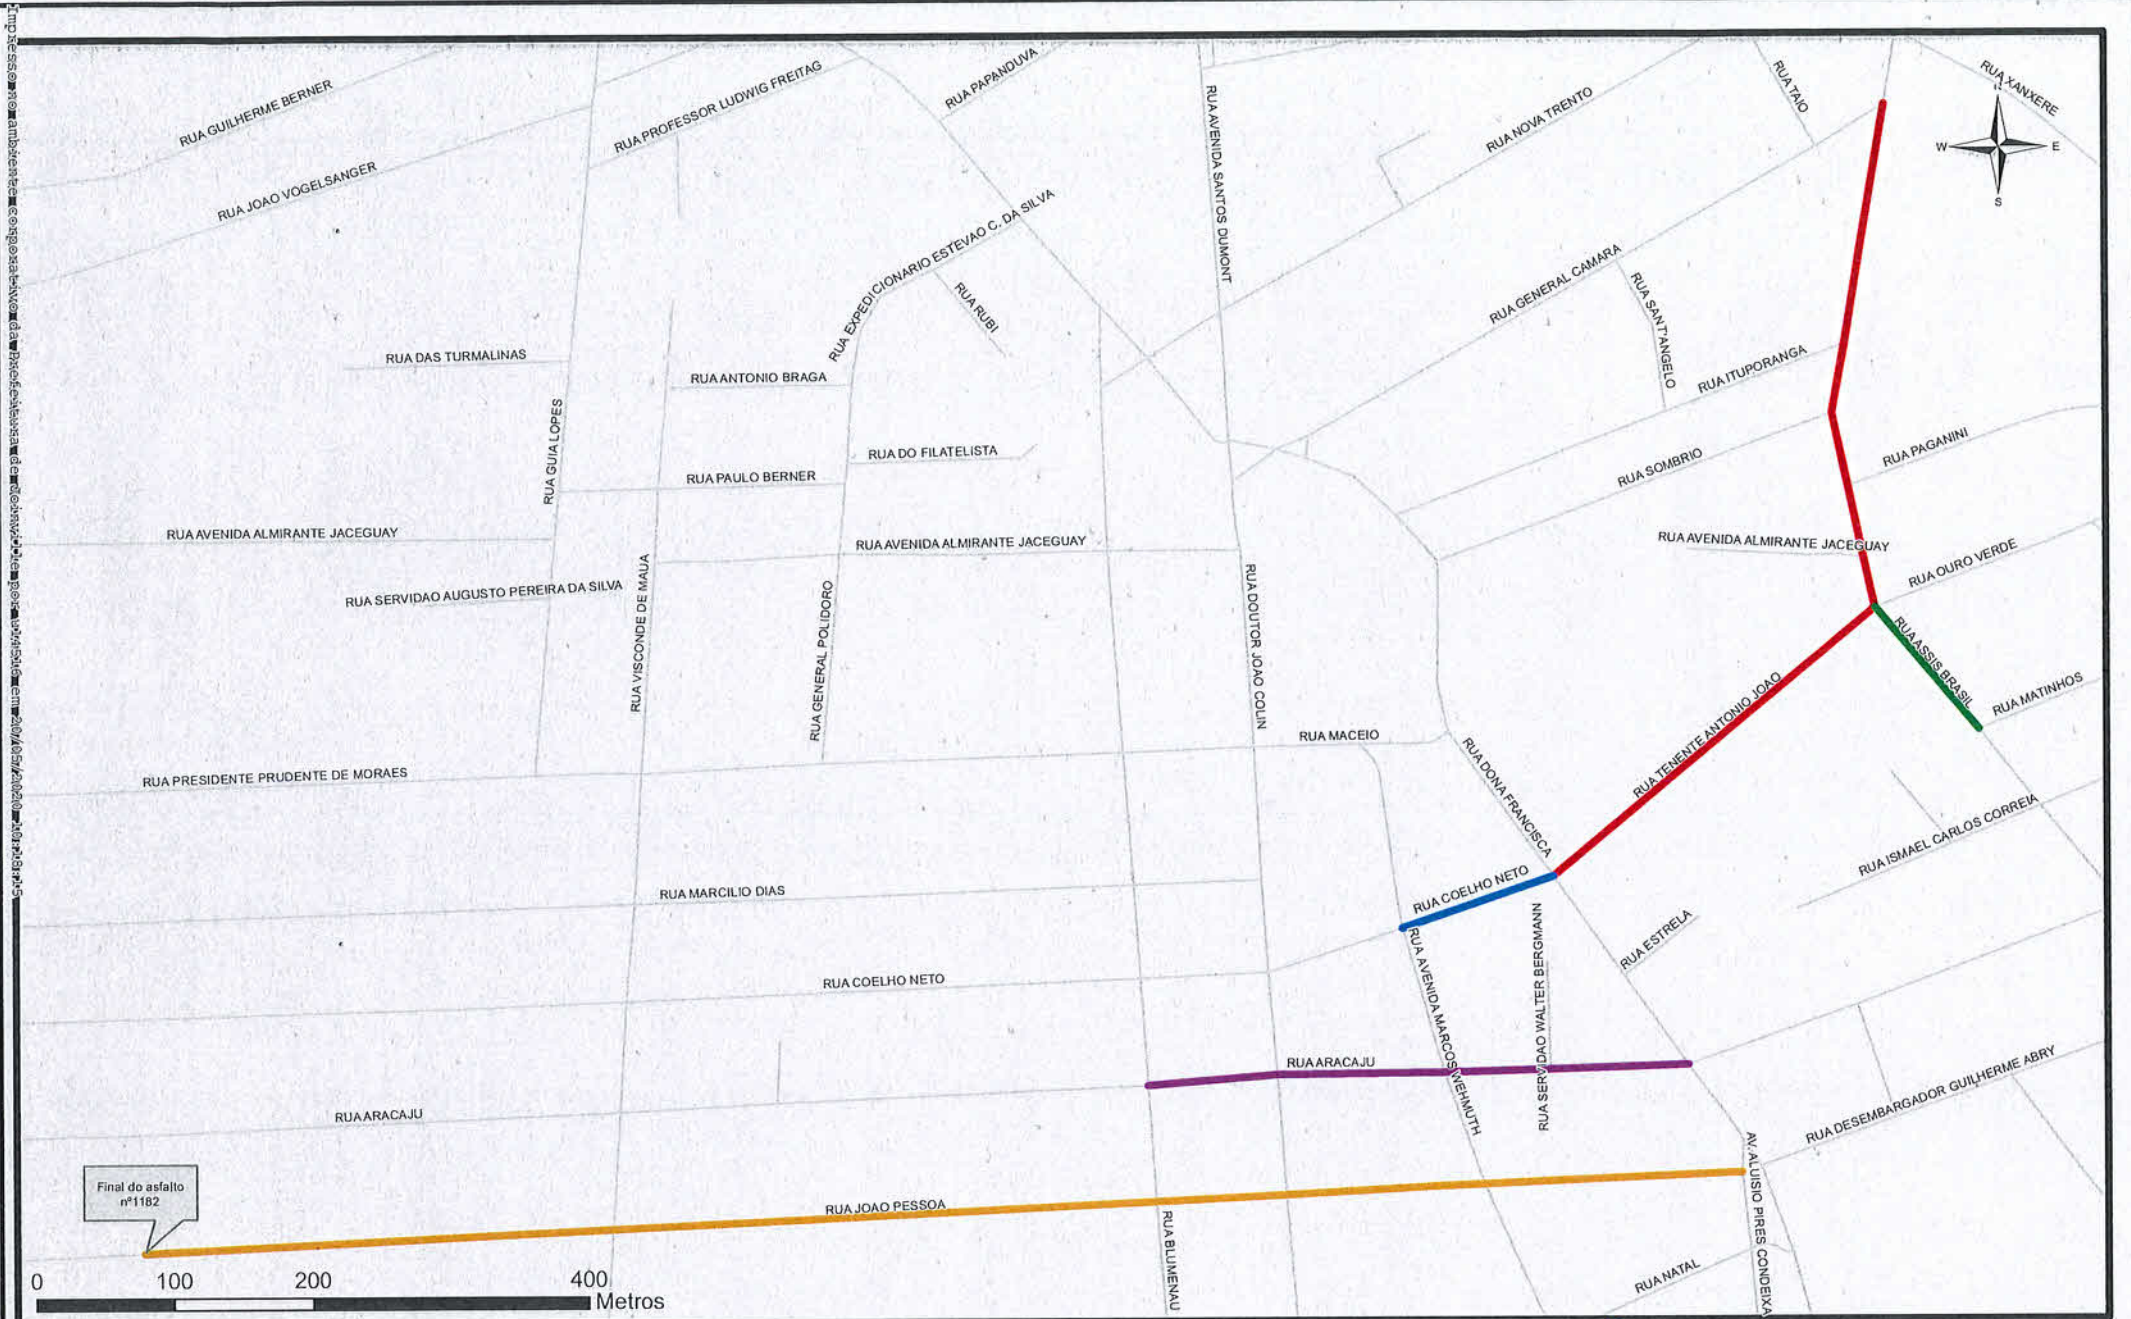 RUA GUILHERME BERNER
RUA JOAO VOGELSANGER
RUA PROFESSOR LUDWIG FREITAG
RUA PAPANDUVA
RUA AVENIDA SANTOS DUMONT
RUA NOVA TRENTO
RUA TAIO
RUA XANXERE
N
W
E
S
RUA EXPEDICIONARIO ESTEVAO C. DA SILVA
RUA RUBI
RUA GENERAL CAMARA
RUA SANT'ANGELO
RUA ITUPORANGA
RUA DAS TURMALINAS
RUA ANTONIO BRAGA
RUA GUIA LOPES
RUA DO FILATELISTA
RUA PAULO BERNER
RUA SOMBRIO
RUA PAGANINI
RUA AVENIDA ALMIRANTE JACEGUAY
RUA AVENIDA ALMIRANTE JACEGUAY
RUA AVENIDA ALMIRANTE JACEGUAY
RUA OURO VERDE
RUA SERVIDAO AUGUSTO PEREIRA DA SILVA
RUA VISCONDE DE MAUA
RUA GENERAL POLIDORO
RUA DOUTOR JOAO COLIN
RUA ASSIS BRASIL
RUA MATINHOS
RUA TENENTE ANTONIO JOAO
RUA MACEIO
RUA DONA FRANCISCA
RUA PRESIDENTE PRUDENTE DE MORAES
RUA ISMAEL CARLOS CORREIA
RUA MARCILIO DIAS
RUA COELHO NETO
RUA ESTRELA
RUA AVENIDA MARCOS WEHMUTH
RUA SERVIDAO WALTER BERGMANN
RUA COELHO NETO
RUA ARACAJU
RUA ARACAJU
RUA DESEMBARGADOR GUILHERME ABRY
AV. ALUISIO PIRES CONDEIXA
Final do asfalto
nº1182
RUA JOAO PESSOA
RUA BLUMENAU
RUA NATAL
0 100 200 400
Metros